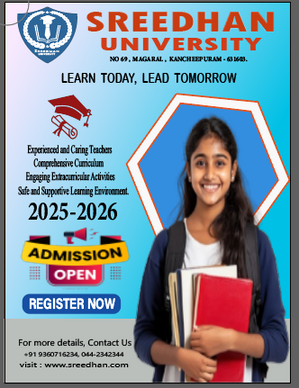 SREEDHAN
UNIVERSITY
NO 69, MAGARAL, KANCHEEPURAM - 631603.
LEARN TODAY, LEAD TOMORROW
Experienced and Caring Teachers
Comprehensive Curriculum
Engaging Extracurricular Activities
Safe and Supportive Learning Environment.
2025-2026
ADMISSION
OPEN
REGISTER NOW
For more details, Contact Us
+91 9360716234, 044-2342344
visit : www.sreedhan.com